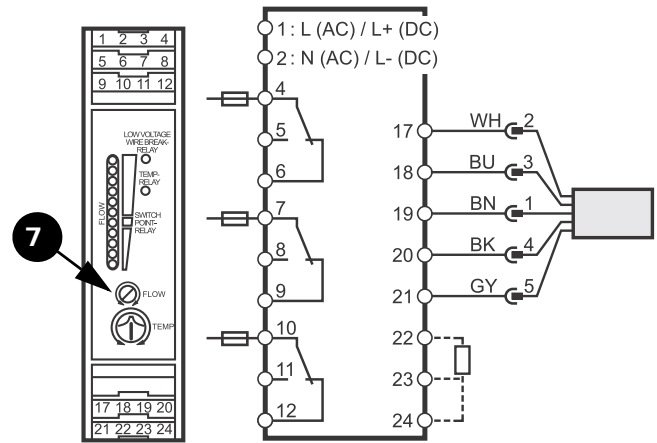 1 2 3 4
5 6 7 8
9 10 11 12
LOW VOLTAGE
WIRE BREAK-
RELAY
TEMP-
RELAY
FLOW
SWITCH
POINT-
RELAY
7
FLOW
TEMP
17 18 19 20
21 22 23 24
1: L (AC) / L+ (DC)
2: N (AC) / L- (DC)
4
5
6
7
8
9
10
11
12
17 WH 2
18 BU 3
19 BN 1
20 BK 4
21 GY 5
22
23
24